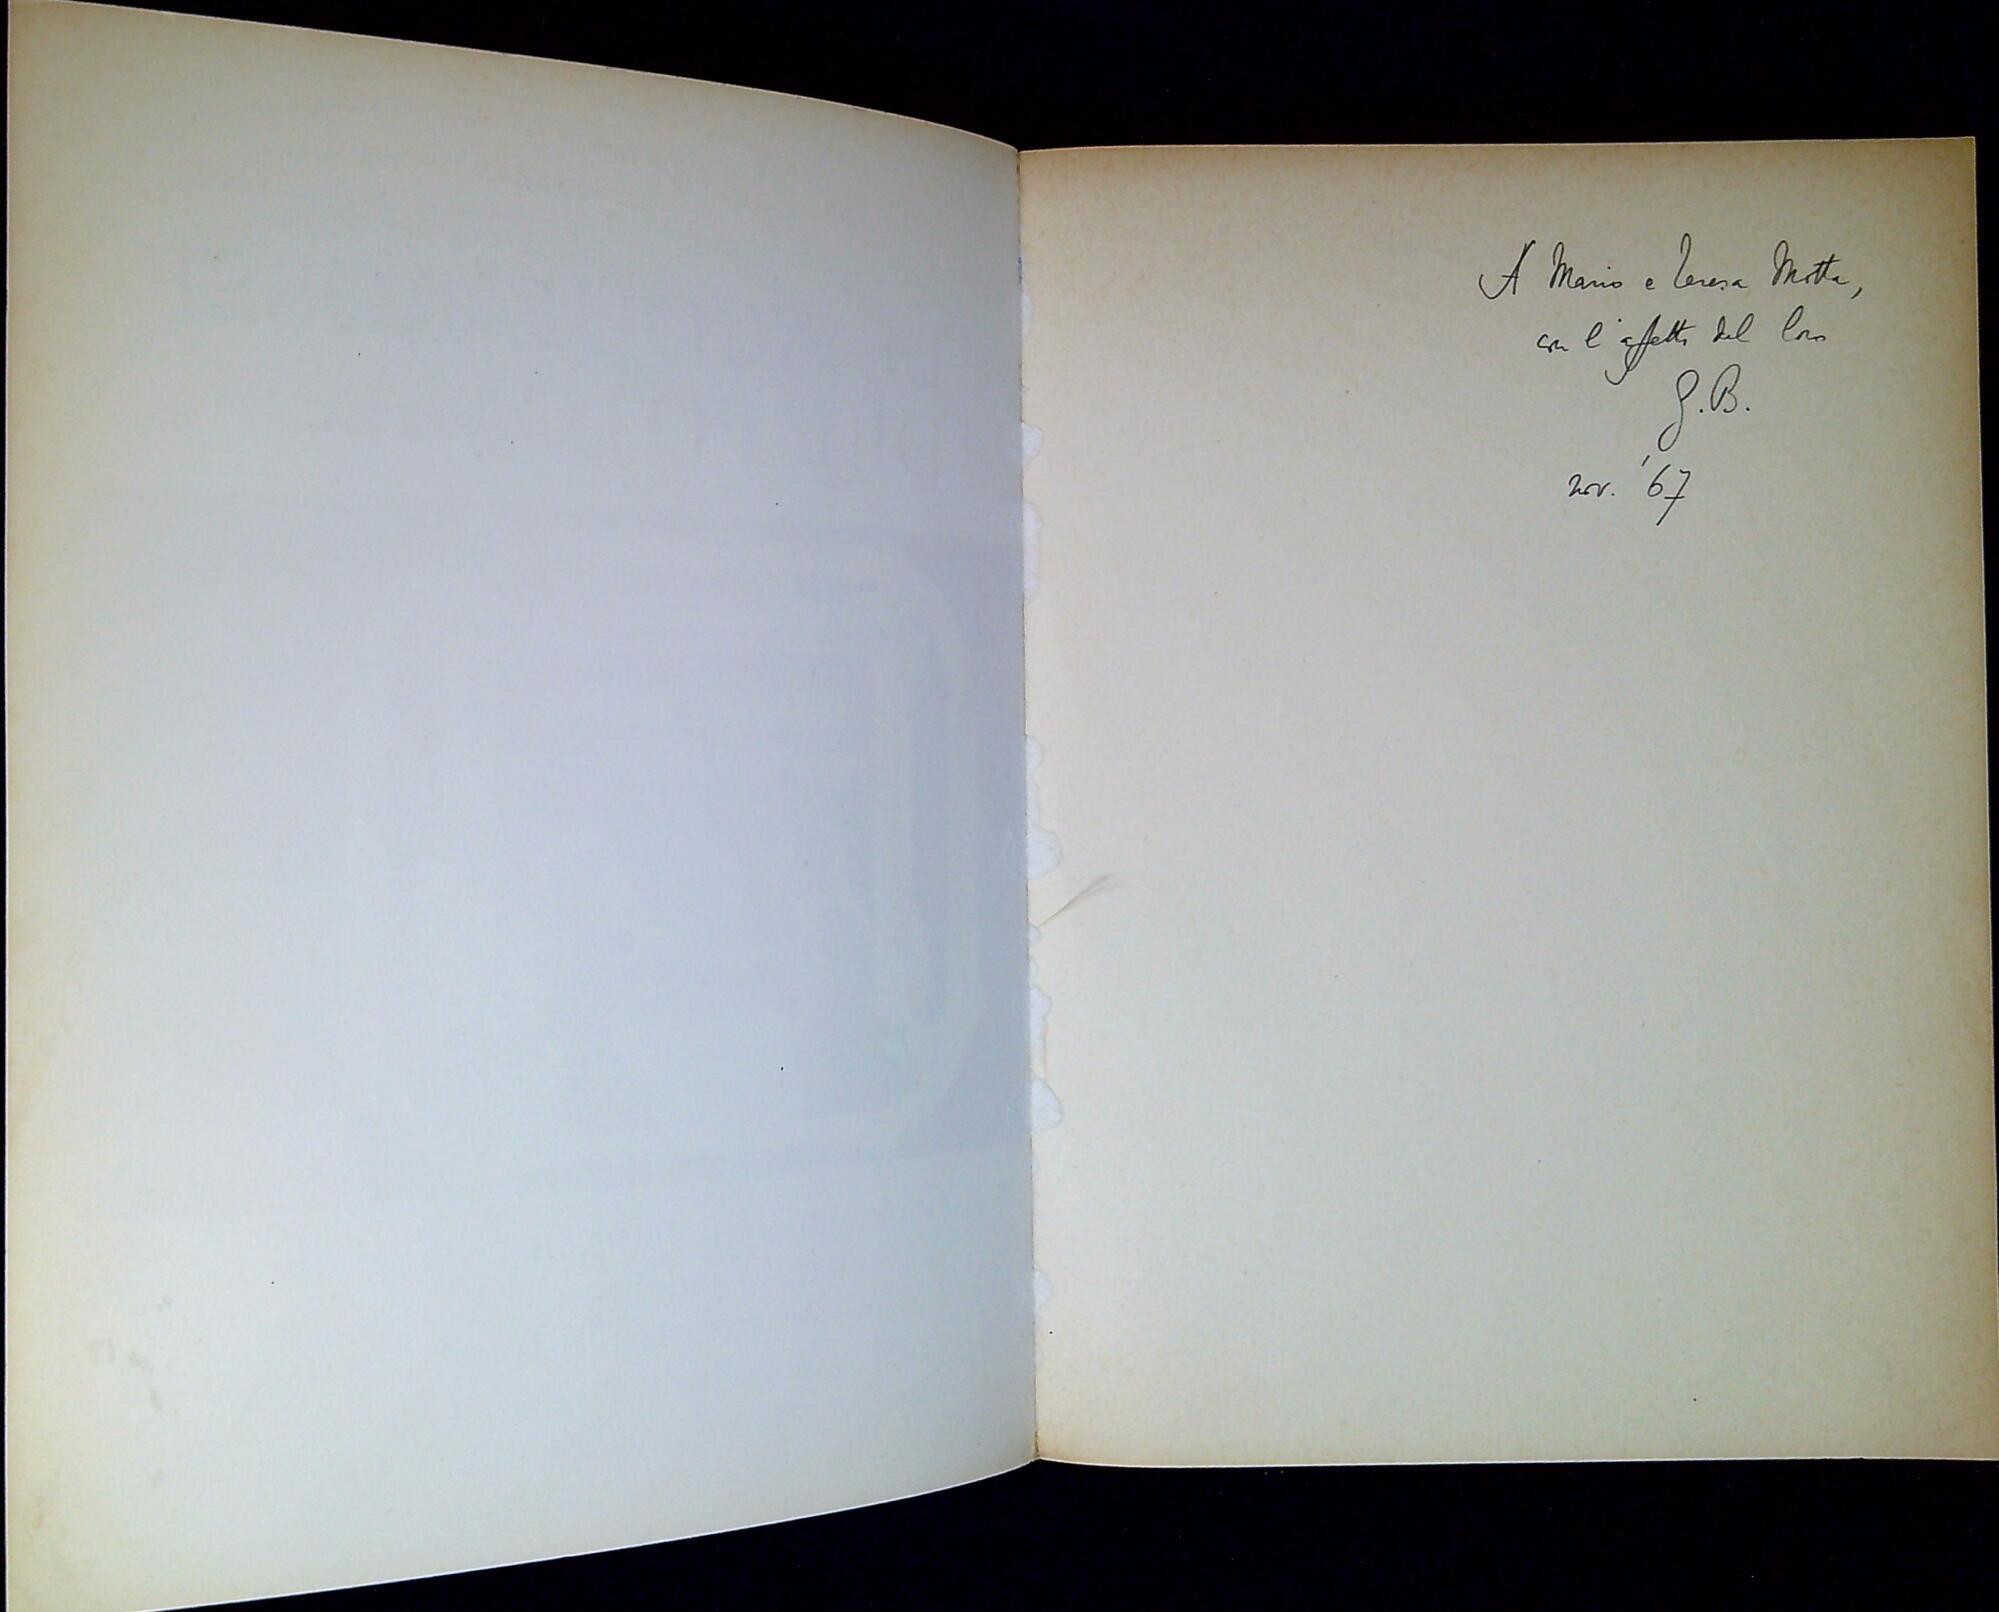 A Mario e Teresa Motta,
con l'affetto del loro
G.B.
nov. '67